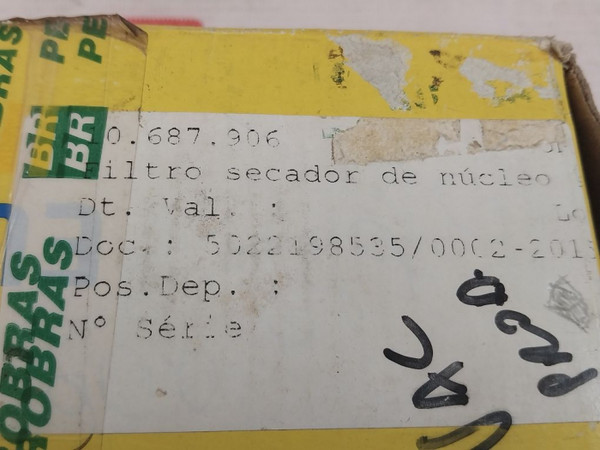 0.687.906
Filtro secador de núcleo
Dt. Val. :
Doc.: 5022198535/0002-201
Pos.Dep. :
Nº Série
BR
BR
OBRAS
OBRAS
BRAS
PE
PE